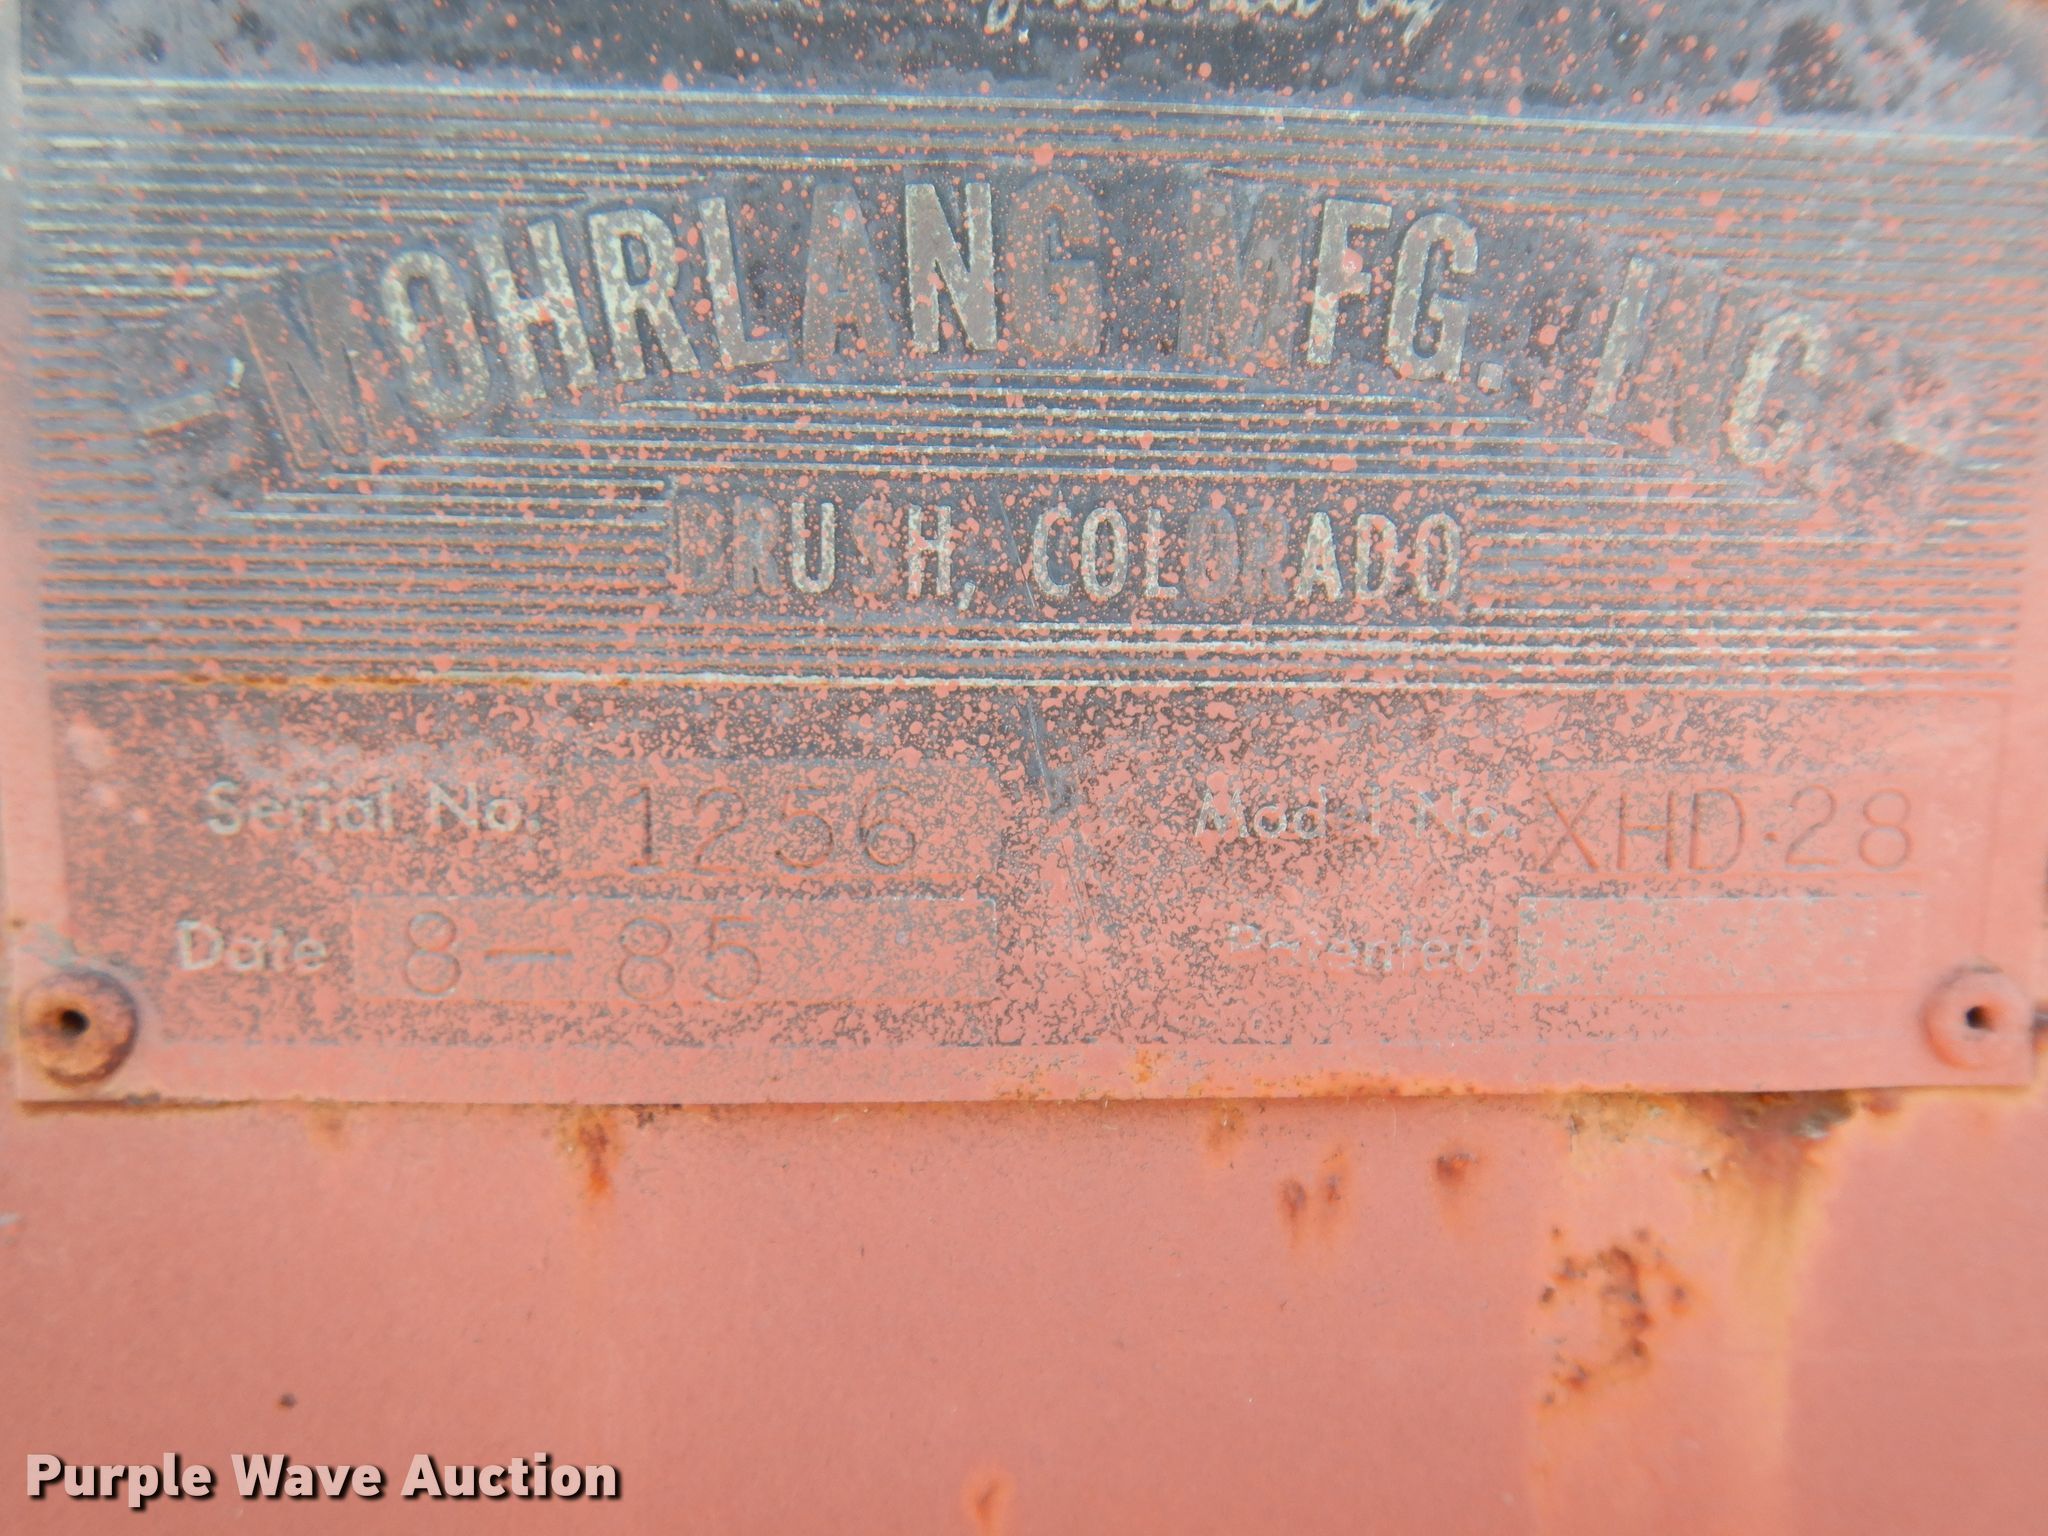 by
MOHRLANG MFG. INC.
BRUSH, COLORADO
Serial No. 1256 Model No. XHD-28
Date 8-85 Patented
Purple Wave Auction